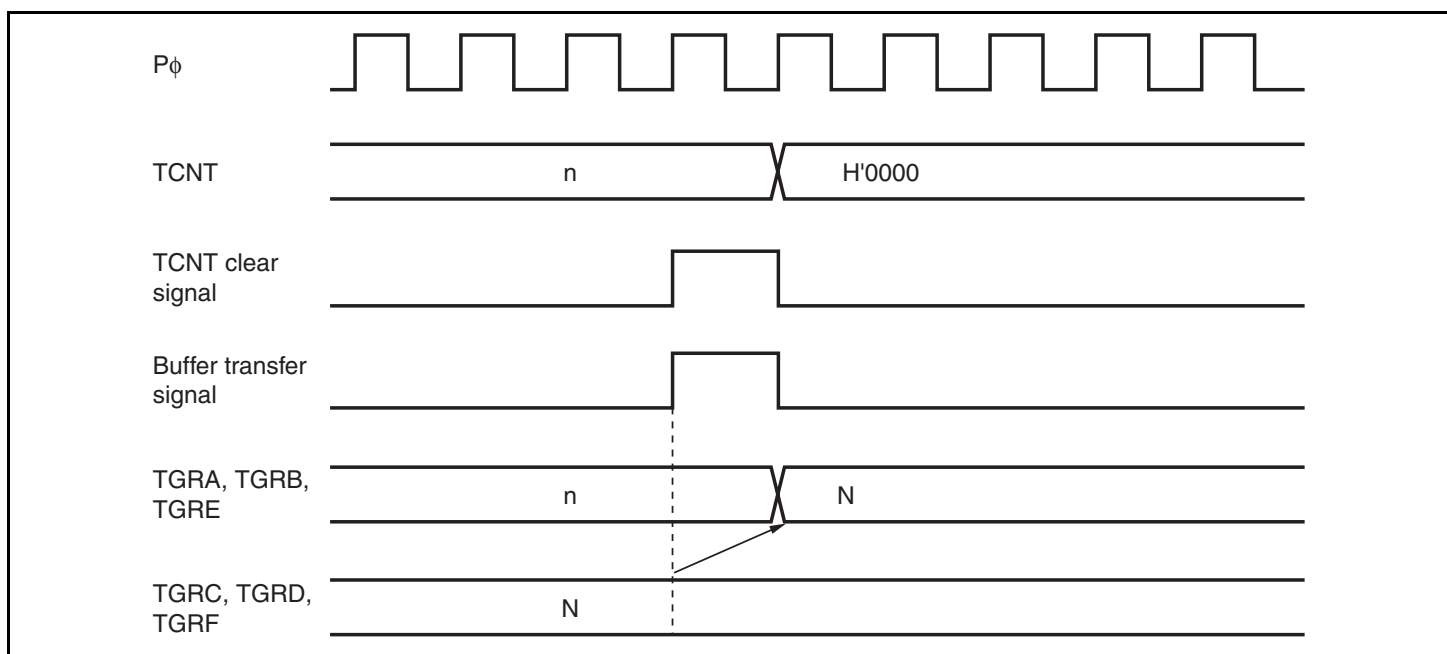 Pφ
TCNT
n
H'0000
TCNT clear
signal
Buffer transfer
signal
TGRA, TGRB,
TGRE
n
N
TGRC, TGRD,
TGRF
N